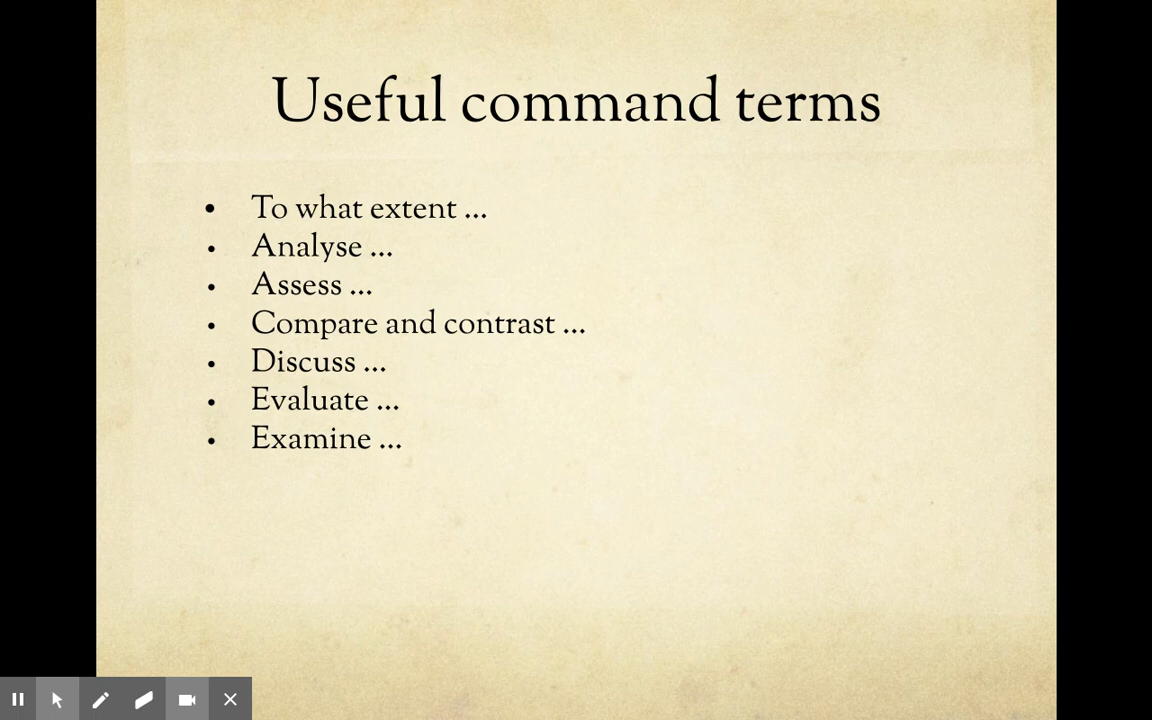 Useful command terms
• To what extent …
• Analyse …
• Assess …
• Compare and contrast …
• Discuss …
• Evaluate …
• Examine …